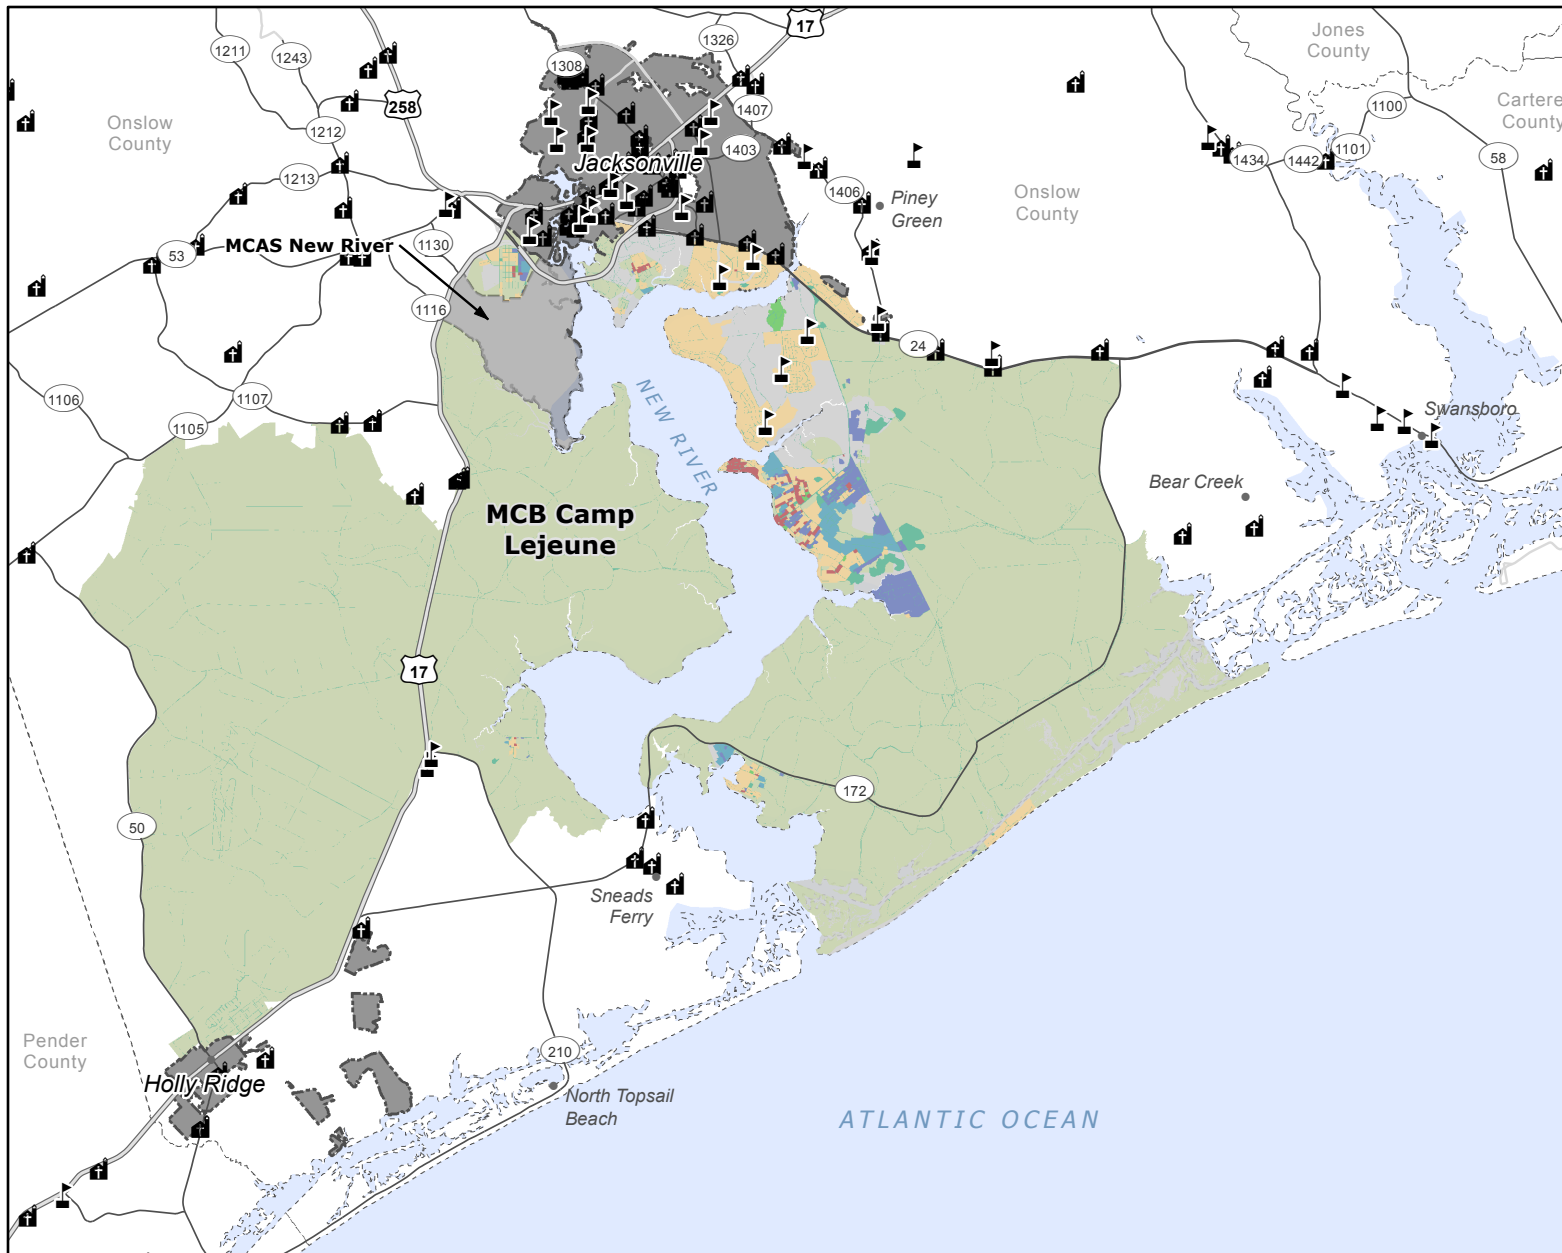 17
1326
Jones
County
1211
1243
1308
258
1407
1100
Carteret
County
Onslow
County
1212
1403
1101
58
Jacksonville
1434
1442
1213
1406
Piney
Green
Onslow
County
MCAS New River
1130
53
1116
24
NEW RIVER
1106
1107
1105
Swansboro
Bear Creek
MCB Camp
Lejeune
17
172
50
Sneads
Ferry
Pender
County
210
Holly Ridge
North Topsail
Beach
ATLANTIC OCEAN